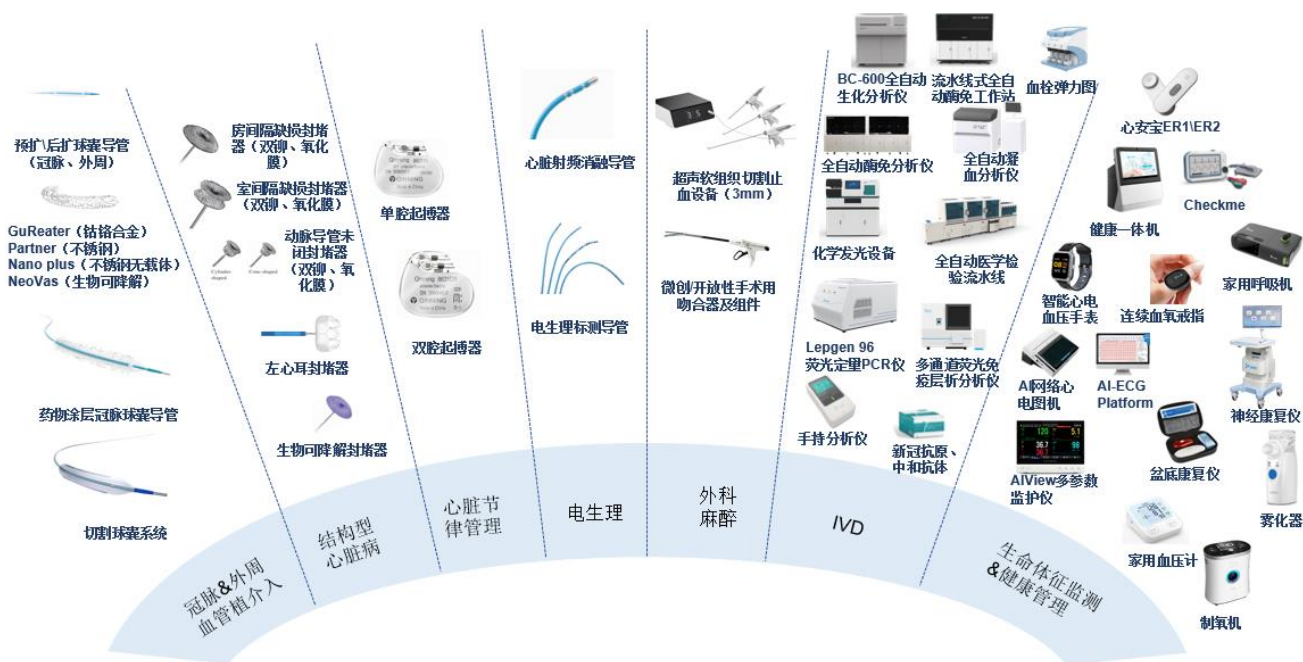 预扩\后扩球囊导管
（冠脉、外周）
GuReater（钴铬合金）
Partner（不锈钢）
Nano plus（不锈钢无载体）
NeoVas（生物可降解）
药物涂层冠脉球囊导管
切割球囊系统
冠脉&外周
血管植介入
房间隔缺损封堵
器（双铆、氧化
膜）
室间隔缺损封堵器
（双铆、氧化膜）
动脉导管未
闭封堵器
（双铆、氧
化膜）
Cylinder
shaped
Cone-shaped
左心耳封堵器
生物可降解封堵器
结构型
心脏病
单腔起搏器
双腔起搏器
心脏节
律管理
心脏射频消融导管
电生理标测导管
电生理
超声软组织切割止
血设备（3mm）
微创/开放性手术用
吻合器及组件
外科
麻醉
BC-600全自动
生化分析仪
流水线式全自
动酶免工作站
血栓弹力图
全自动酶免分析仪
全自动凝
血分析仪
化学发光设备
全自动医学检
验流水线
Lepgen 96
荧光定量PCR仪
多通道荧光免
疫层析分析仪
手持分析仪
新冠抗原、
中和抗体
IVD
心安宝ER1\ER2
健康一体机
Checkme
智能心电
血压手表
连续血氧戒指
家用呼吸机
AI网络心
电图机
AI-ECG
Platform
神经康复仪
AIView多参数
监护仪
盆底康复仪
雾化器
家用血压计
制氧机
生命体征监测
&健康管理